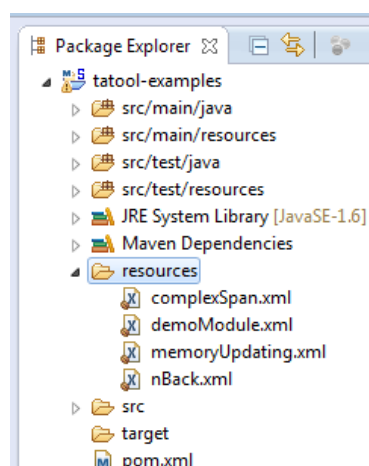 Package Explorer
tatool-examples
src/main/java
src/main/resources
src/test/java
src/test/resources
JRE System Library [JavaSE-1.6]
Maven Dependencies
resources
complexSpan.xml
demoModule.xml
memoryUpdating.xml
nBack.xml
src
target
pom.xml